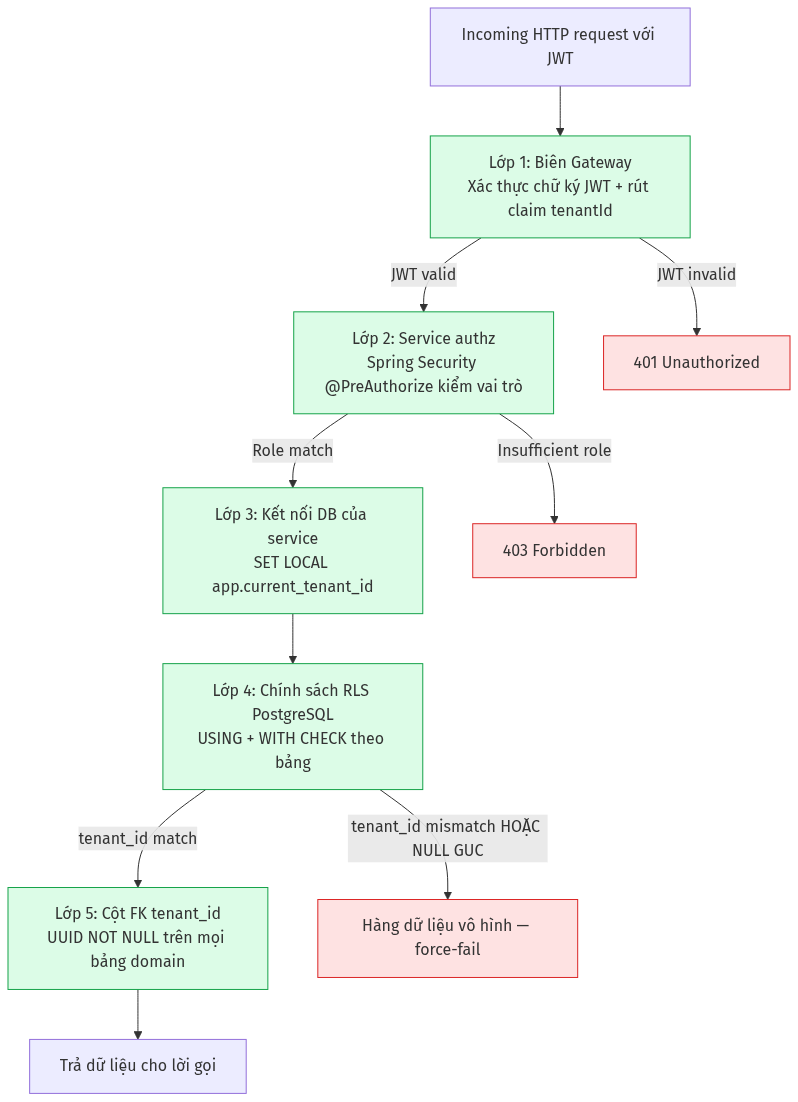 Incoming HTTP request với
JWT
Lớp 1: Biên Gateway
Xác thực chữ ký JWT + rút
claim tenantId
JWT valid
JWT invalid
Lớp 2: Service authz
Spring Security
@PreAuthorize kiểm vai trò
401 Unauthorized
Role match
Insufficient role
Lớp 3: Kết nối DB của
service
SET LOCAL
app.current_tenant_id
403 Forbidden
Lớp 4: Chính sách RLS
PostgreSQL
USING + WITH CHECK theo
bảng
tenant_id match
tenant_id mismatch HOẶC
NULL GUC
Lớp 5: Cột FK tenant_id
UUID NOT NULL trên mọi
bảng domain
Hàng dữ liệu vô hình —
force-fail
Trả dữ liệu cho lời gọi